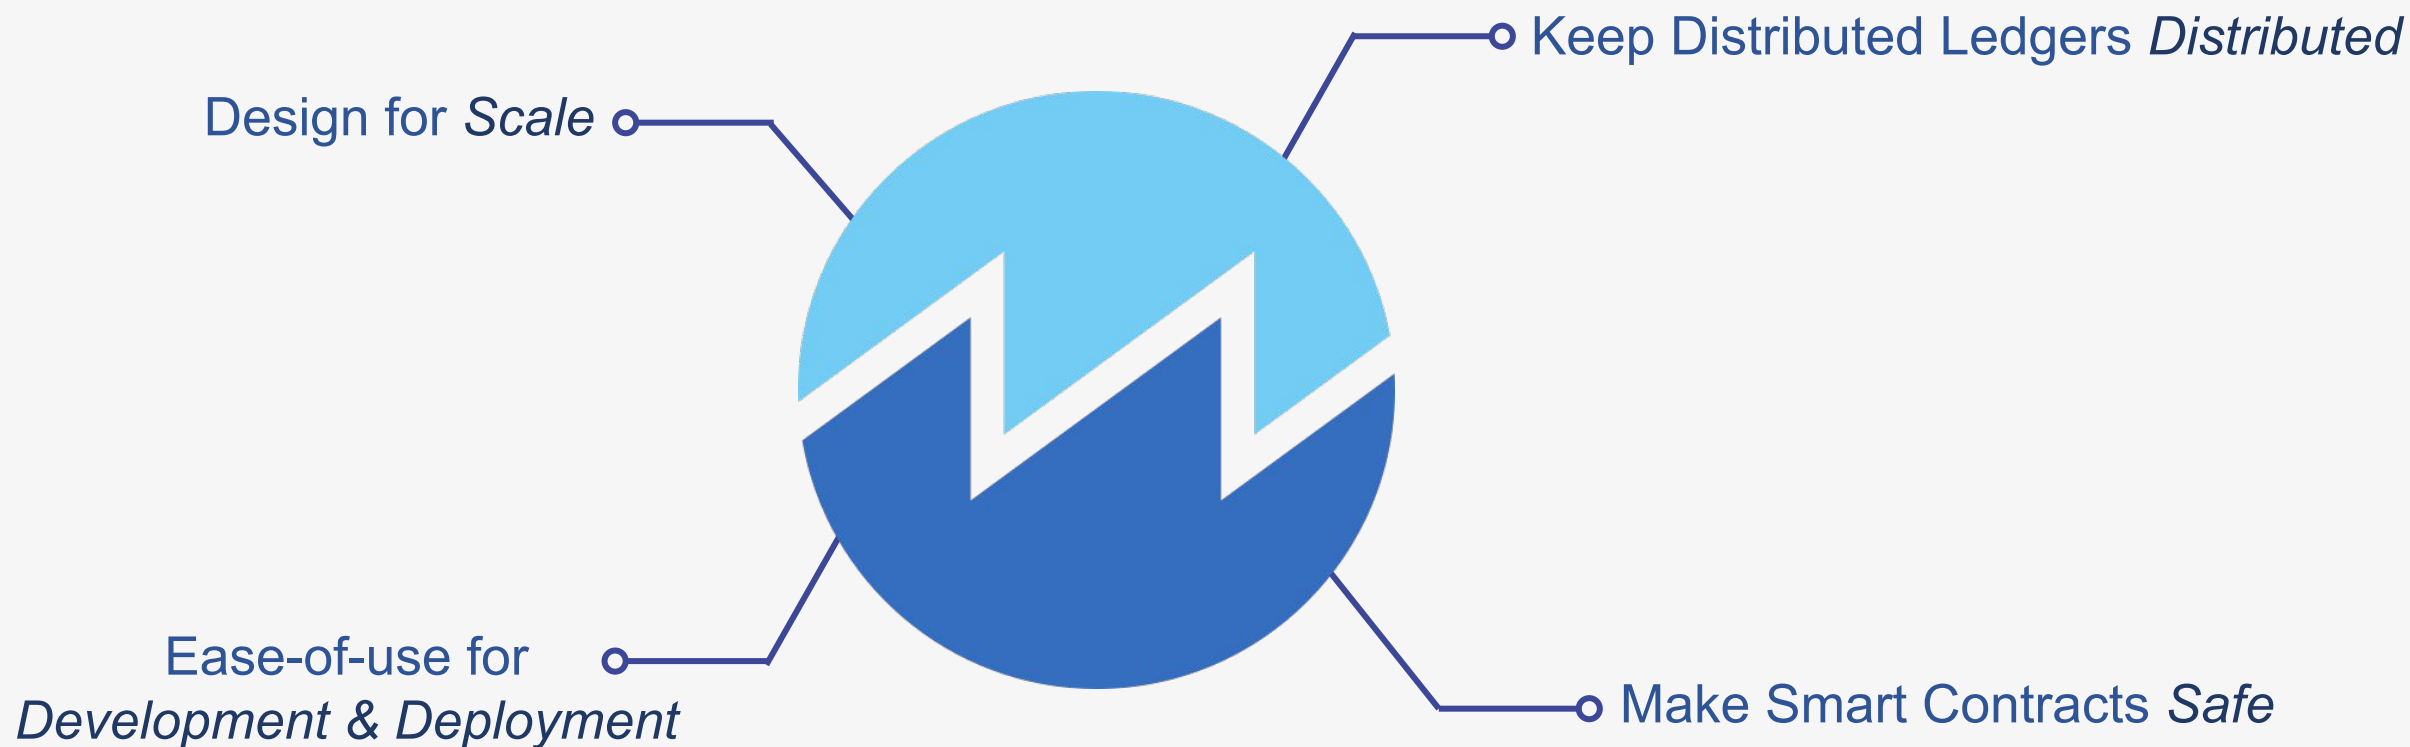 Keep Distributed Ledgers Distributed
Design for Scale
Ease-of-use for
Development & Deployment
Make Smart Contracts Safe